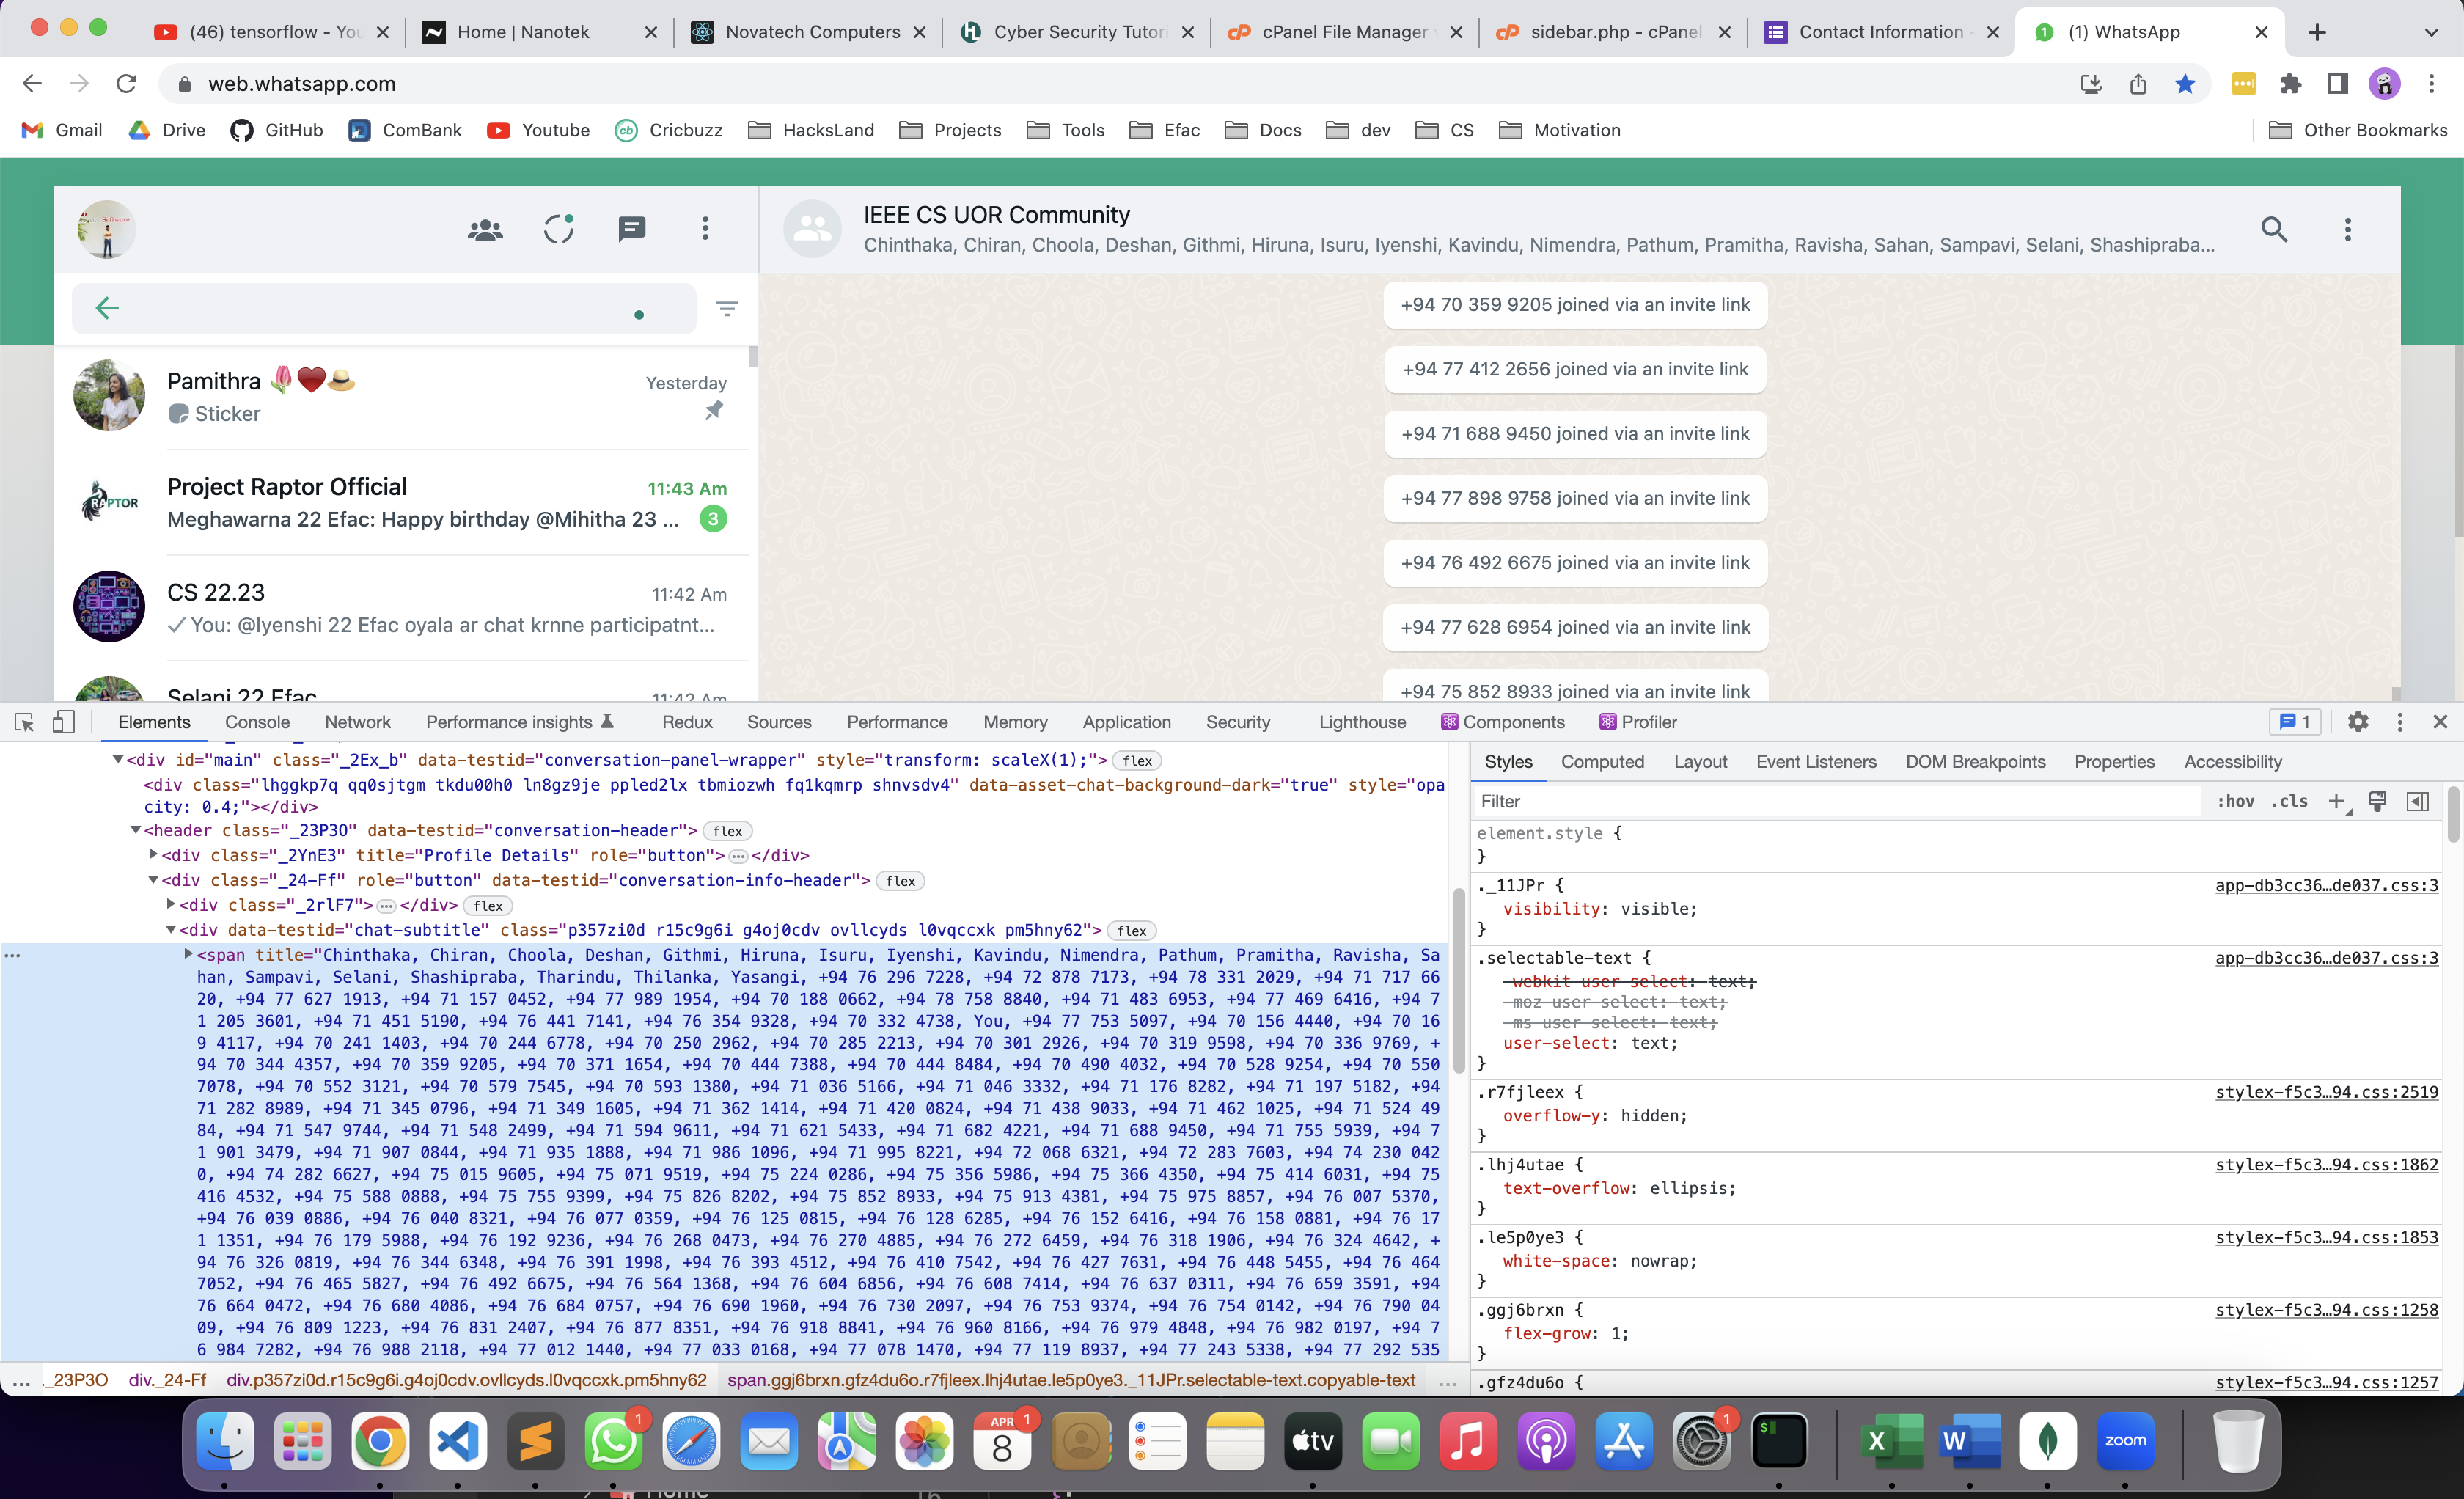 (46) tensorflow - You
Home | Nanotek
Novatech Computers
Cyber Security Tutori
cPanel File Manager
sidebar.php - cPanel
Contact Information -
(1) WhatsApp
web.whatsapp.com
Gmail
Drive
GitHub
ComBank
Youtube
Cricbuzz
HacksLand
Projects
Tools
Efac
Docs
dev
CS
Motivation
Other Bookmarks
IEEE CS UOR Community
Chinthaka, Chiran, Choola, Deshan, Githmi, Hiruna, Isuru, Iyenshi, Kavindu, Nimendra, Pathum, Pramitha, Ravisha, Sahan, Sampavi, Selani, Shashipraba...
Pamithra 🌷❤️👒
Yesterday
Sticker
Project Raptor Official
11:43 Am
Meghawarna 22 Efac: Happy birthday @Mihitha 23 ...
3
CS 22.23
11:42 Am
You: @Iyenshi 22 Efac oyala ar chat krnne participatnt...
Selani 22 Efac
11:42 Am
+94 70 359 9205 joined via an invite link
+94 77 412 2656 joined via an invite link
+94 71 688 9450 joined via an invite link
+94 77 898 9758 joined via an invite link
+94 76 492 6675 joined via an invite link
+94 77 628 6954 joined via an invite link
+94 75 852 8933 joined via an invite link
Elements
Console
Network
Performance insights
Redux
Sources
Performance
Memory
Application
Security
Lighthouse
Components
Profiler
1
<div id="main" class="_2Ex_b" data-testid="conversation-panel-wrapper" style="transform: scaleX(1);"> flex
<div class="lhggkp7q qq0sjtgm tkdu00h0 ln8gz9je ppled2lx tbmiozwh fq1kqmrp shnvsdv4" data-asset-chat-background-dark="true" style="opa
city: 0.4;"></div>
<header class="_23P3O" data-testid="conversation-header"> flex
<div class="_2YnE3" title="Profile Details" role="button">…</div>
<div class="_24-Ff" role="button" data-testid="conversation-info-header"> flex
<div class="_2rlF7">…</div> flex
<div data-testid="chat-subtitle" class="p357zi0d r15c9g6i g4oj0cdv ovllcyds l0vqccxk pm5hny62"> flex
<span title="Chinthaka, Chiran, Choola, Deshan, Githmi, Hiruna, Isuru, Iyenshi, Kavindu, Nimendra, Pathum, Pramitha, Ravisha, Sa
han, Sampavi, Selani, Shashipraba, Tharindu, Thilanka, Yasangi, +94 76 296 7228, +94 72 878 7173, +94 78 331 2029, +94 71 717 66
20, +94 77 627 1913, +94 71 157 0452, +94 77 989 1954, +94 70 188 0662, +94 78 758 8840, +94 71 483 6953, +94 77 469 6416, +94 7
1 205 3601, +94 71 451 5190, +94 76 441 7141, +94 76 354 9328, +94 70 332 4738, You, +94 77 753 5097, +94 70 156 4440, +94 70 16
9 4117, +94 70 241 1403, +94 70 244 6778, +94 70 250 2962, +94 70 285 2213, +94 70 301 2926, +94 70 319 9598, +94 70 336 9769, +
94 70 344 4357, +94 70 359 9205, +94 70 371 1654, +94 70 444 7388, +94 70 444 8484, +94 70 490 4032, +94 70 528 9254, +94 70 550
7078, +94 70 552 3121, +94 70 579 7545, +94 70 593 1380, +94 71 036 5166, +94 71 046 3332, +94 71 176 8282, +94 71 197 5182, +94
71 282 8989, +94 71 345 0796, +94 71 349 1605, +94 71 362 1414, +94 71 420 0824, +94 71 438 9033, +94 71 462 1025, +94 71 524 49
84, +94 71 547 9744, +94 71 548 2499, +94 71 594 9611, +94 71 621 5433, +94 71 682 4221, +94 71 688 9450, +94 71 755 5939, +94 7
1 901 3479, +94 71 907 0844, +94 71 935 1888, +94 71 986 1096, +94 71 995 8221, +94 72 068 6321, +94 72 283 7603, +94 74 230 042
0, +94 74 282 6627, +94 75 015 9605, +94 75 071 9519, +94 75 224 0286, +94 75 356 5986, +94 75 366 4350, +94 75 414 6031, +94 75
416 4532, +94 75 588 0888, +94 75 755 9399, +94 75 826 8202, +94 75 852 8933, +94 75 913 4381, +94 75 975 8857, +94 76 007 5370,
+94 76 039 0886, +94 76 040 8321, +94 76 077 0359, +94 76 125 0815, +94 76 128 6285, +94 76 152 6416, +94 76 158 0881, +94 76 17
1 1351, +94 76 179 5988, +94 76 192 9236, +94 76 268 0473, +94 76 270 4885, +94 76 272 6459, +94 76 318 1906, +94 76 324 4642, +
94 76 326 0819, +94 76 344 6348, +94 76 391 1998, +94 76 393 4512, +94 76 410 7542, +94 76 427 7631, +94 76 448 5455, +94 76 464
7052, +94 76 465 5827, +94 76 492 6675, +94 76 564 1368, +94 76 604 6856, +94 76 608 7414, +94 76 637 0311, +94 76 659 3591, +94
76 664 0472, +94 76 680 4086, +94 76 684 0757, +94 76 690 1960, +94 76 730 2097, +94 76 753 9374, +94 76 754 0142, +94 76 790 04
09, +94 76 809 1223, +94 76 831 2407, +94 76 877 8351, +94 76 918 8841, +94 76 960 8166, +94 76 979 4848, +94 76 982 0197, +94 7
6 984 7282, +94 76 988 2118, +94 77 012 1440, +94 77 033 0168, +94 77 078 1470, +94 77 119 8937, +94 77 243 5338, +94 77 292 535
... ._23P3O div._24-Ff div.p357zi0d.r15c9g6i.g4oj0cdv.ovllcyds.l0vqccxk.pm5hny62 span.ggj6brxn.gfz4du6o.r7fjleex.lhj4utae.le5p0ye3._11JPr.selectable-text.copyable-text ...
Styles
Computed
Layout
Event Listeners
DOM Breakpoints
Properties
Accessibility
Filter
:hov .cls
element.style {
}
._11JPr { app-db3cc36…de037.css:3
visibility: visible;
}
.selectable-text { app-db3cc36…de037.css:3
-webkit-user-select: text;
-moz-user-select: text;
-ms-user-select: text;
user-select: text;
}
.r7fjleex { stylex-f5c3…94.css:2519
overflow-y: hidden;
}
.lhj4utae { stylex-f5c3…94.css:1862
text-overflow: ellipsis;
}
.le5p0ye3 { stylex-f5c3…94.css:1853
white-space: nowrap;
}
.ggj6brxn { stylex-f5c3…94.css:1258
flex-grow: 1;
}
.gfz4du6o { stylex-f5c3…94.css:1257
1
APR
8
1
tv
1
X
W
zoom
Home